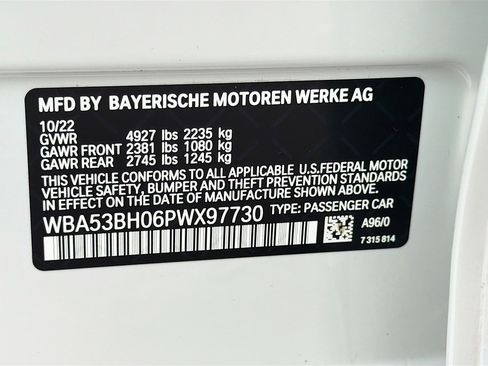 MFD BY BAYERISCHE MOTOREN WERKE AG
10/22
GVWR 4927 lbs 2235 kg
GAWR FRONT 2381 lbs 1080 kg
GAWR REAR 2745 lbs 1245 kg
THIS VEHICLE CONFORMS TO ALL APPLICABLE U.S.FEDERAL MOTOR
VEHICLE SAFETY, BUMPER AND THEFT PREVENTION STANDARDS
IN EFFECT ON THE DATE OF MANUFACTURE SHOWN ABOVE.
WBA53BH06PWX97730 TYPE: PASSENGER CAR
A96/0
7 315 814